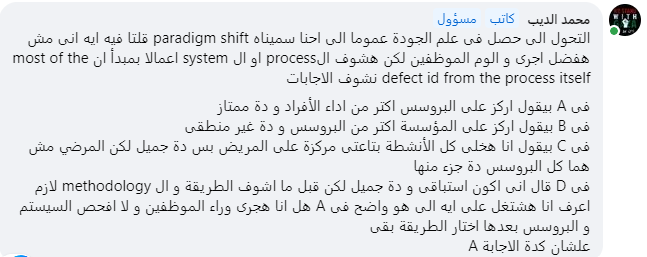 محمد الديب كاتب مسؤول
التحول الى حصل فى علم الجودة عموما الى احنا سميناه paradigm shift قلتا فيه ايه انى مش
هفضل اجرى و الوم الموظفين لكن هشوف الprocess او ال system اعمالا بمبدأ ان most of the
defect id from the process itself نشوف الاجابات
فى A بيقول اركز على البروسس اكتر من اداء الأفراد و دة ممتاز
فى B بيقول اركز على المؤسسة اكتر من البروسس و دة غير منطقى
فى C بيقول انا هخلى كل الأنشطة بتاعتى مركزة على المريض بس دة جميل لكن المرضي مش
هما كل البروسس دة جزء منها
فى D قال انى اكون استباقى و دة جميل لكن قبل ما اشوف الطريقة و ال methodology لازم
اعرف انا هشتغل على ايه الى هو واضح فى A هل انا هجرى وراء الموظفين و لا افحص السيستم
و البروسس بعدها اختار الطريقة بقى
علشان كدة الاجابة A